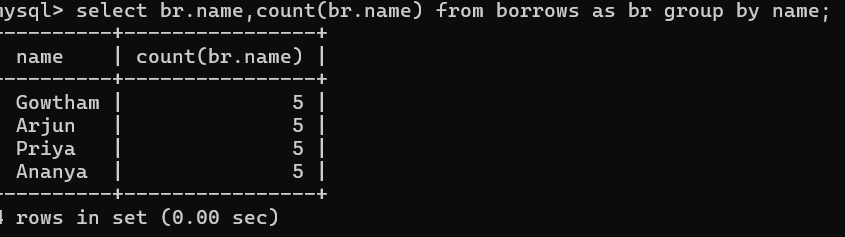 mysql> select br.name,count(br.name) from borrows as br group by name;
---------+----------------+
name | count(br.name) |
---------+----------------+
Gowtham | 5 |
Arjun | 5 |
Priya | 5 |
Ananya | 5 |
---------+----------------+
4 rows in set (0.00 sec)